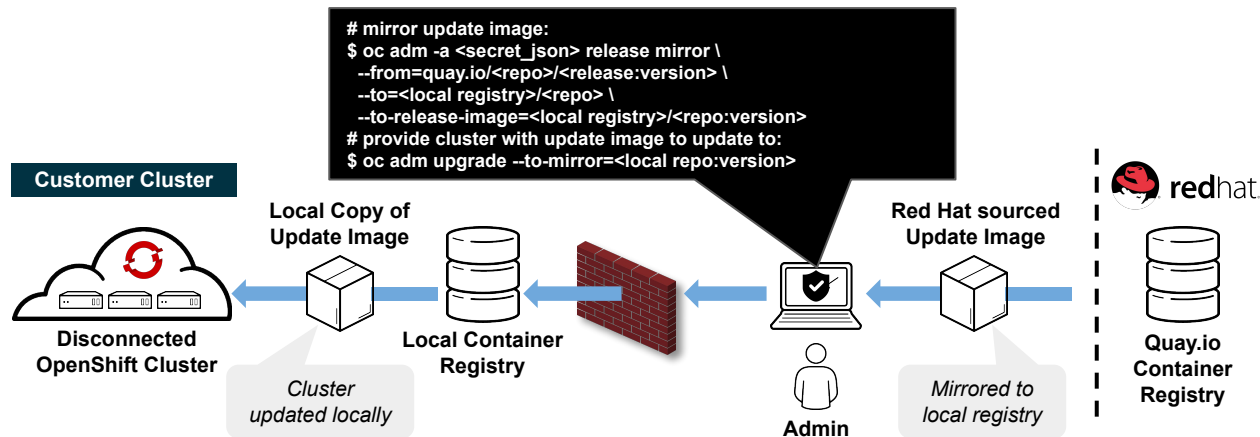 # mirror update image:
$ oc adm -a <secret_json> release mirror \
--from=quay.io/<repo>/<release:version> \
--to=<local registry>/<repo> \
--to-release-image=<local registry>/<repo:version>
# provide cluster with update image to update to:
$ oc adm upgrade --to-mirror=<local repo:version>
Customer Cluster
Local Copy of
Update Image
Red Hat sourced
Update Image
redhat.
Disconnected
OpenShift Cluster
Local Container
Registry
Quay.io
Container
Registry
Cluster
updated locally
Admin
Mirrored to
local registry